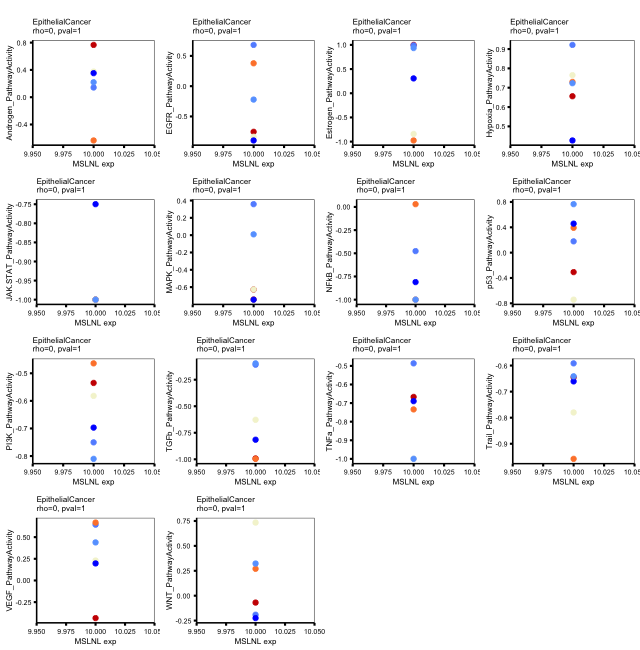 EpithelialCancer
rho=0, pval=1
Androgen_PathwayActivity
0.8
0.4
0.0
-0.4
9.950 9.975 10.000 10.025 10.05
MSLNL exp
EpithelialCancer
rho=0, pval=1
EGFR_PathwayActivity
0.5
0.0
-0.5
9.950 9.975 10.000 10.025 10.05
MSLNL exp
EpithelialCancer
rho=0, pval=1
Estrogen_PathwayActivity
1.0
0.5
0.0
-0.5
-1.0
9.950 9.975 10.000 10.025 10.05
MSLNL exp
EpithelialCancer
rho=0, pval=1
Hypoxia_PathwayActivity
0.9
0.8
0.7
0.6
0.5
9.950 9.975 10.000 10.025 10.05
MSLNL exp
EpithelialCancer
rho=0, pval=1
JAK.STAT_PathwayActivity
-0.75
-0.80
-0.85
-0.90
-0.95
-1.00
9.950 9.975 10.000 10.025 10.05
MSLNL exp
EpithelialCancer
rho=0, pval=1
MAPK_PathwayActivity
0.4
0.2
0.0
-0.2
-0.4
-0.6
9.950 9.975 10.000 10.025 10.05
MSLNL exp
EpithelialCancer
rho=0, pval=1
NFkB_PathwayActivity
0.00
-0.25
-0.50
-0.75
-1.00
9.950 9.975 10.000 10.025 10.05
MSLNL exp
EpithelialCancer
rho=0, pval=1
p53_PathwayActivity
0.8
0.4
0.0
-0.4
-0.8
9.950 9.975 10.000 10.025 10.05
MSLNL exp
EpithelialCancer
rho=0, pval=1
PI3K_PathwayActivity
-0.5
-0.6
-0.7
-0.8
9.950 9.975 10.000 10.025 10.05
MSLNL exp
EpithelialCancer
rho=0, pval=1
TGFb_PathwayActivity
-0.25
-0.50
-0.75
-1.00
9.950 9.975 10.000 10.025 10.05
MSLNL exp
EpithelialCancer
rho=0, pval=1
TNFa_PathwayActivity
-0.5
-0.6
-0.7
-0.8
-0.9
-1.0
9.950 9.975 10.000 10.025 10.05
MSLNL exp
EpithelialCancer
rho=0, pval=1
Trail_PathwayActivity
-0.6
-0.7
-0.8
-0.9
9.950 9.975 10.000 10.025 10.05
MSLNL exp
EpithelialCancer
rho=0, pval=1
VEGF_PathwayActivity
0.50
0.25
0.00
-0.25
9.950 9.975 10.000 10.025 10.05
MSLNL exp
EpithelialCancer
rho=0, pval=1
WNT_PathwayActivity
0.75
0.50
0.25
0.00
-0.25
9.950 9.975 10.000 10.025 10.050
MSLNL exp